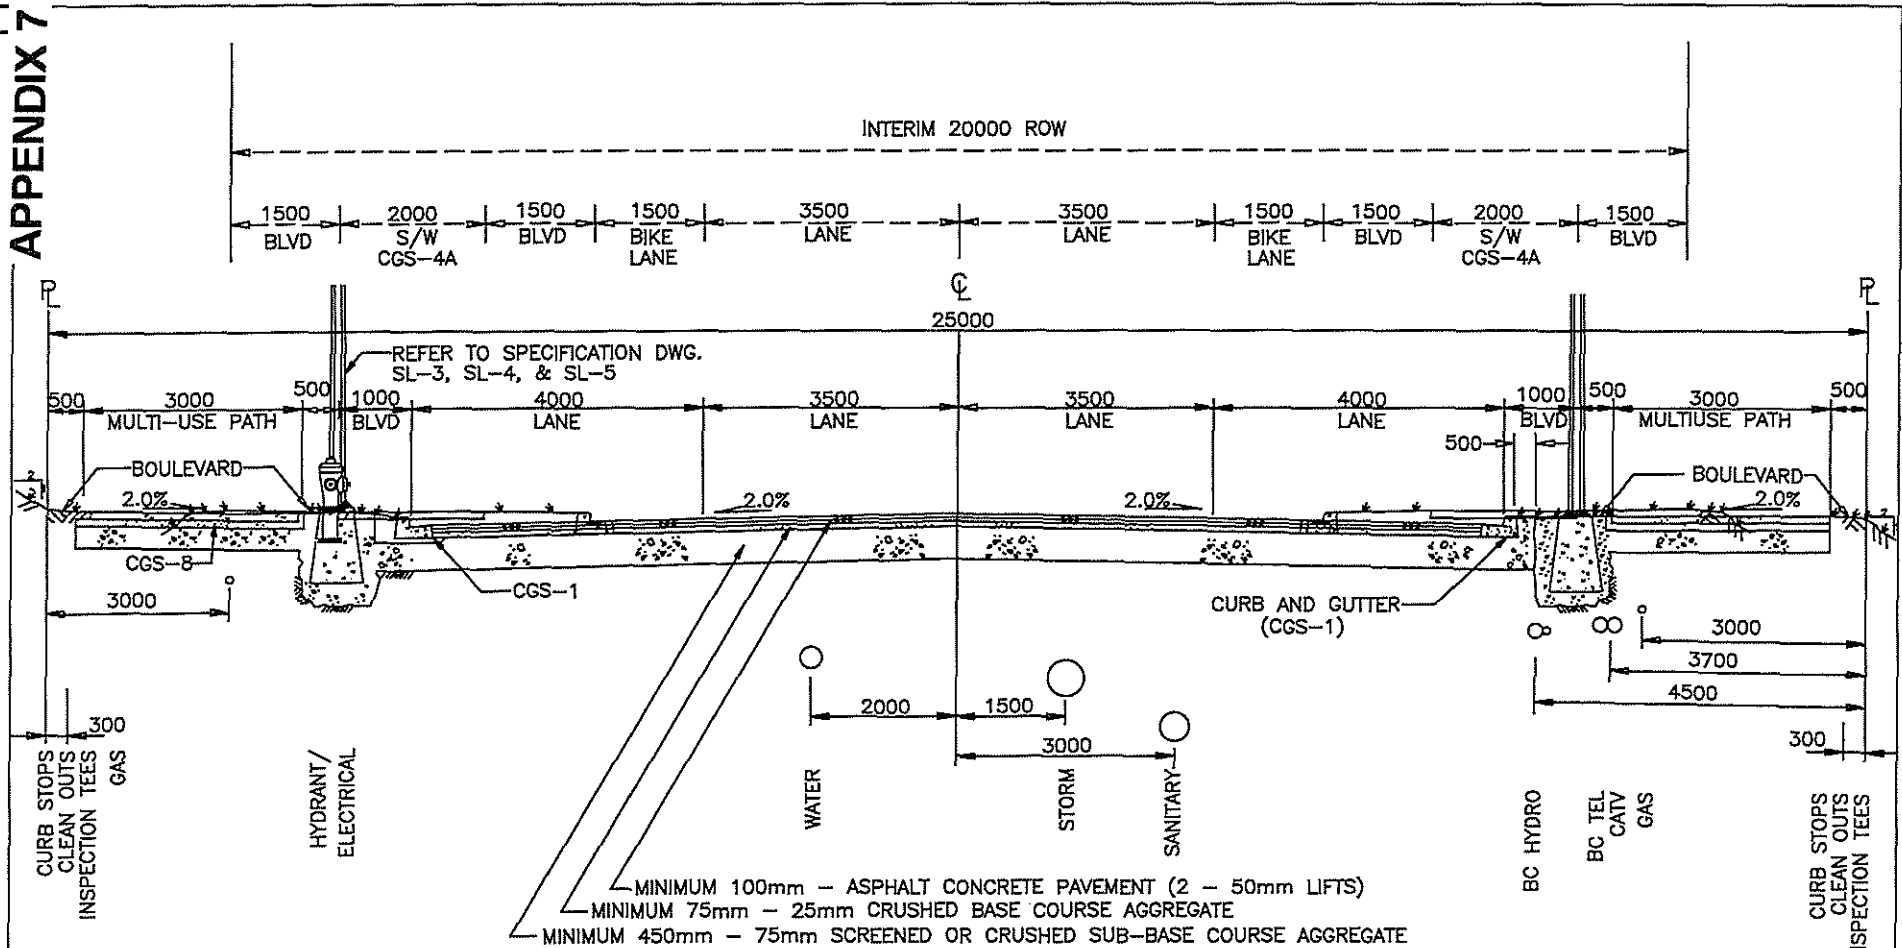 APPENDIX 7
INTERIM 20000 ROW
1500 2000 1500 1500 3500 3500 1500 1500 2000 1500
BLVD S/W BLVD BIKE LANE LANE BIKE BLVD S/W BLVD
CGS-4A LANE LANE CGS-4A
PL CL PL
25000
REFER TO SPECIFICATION DWG.
SL-3, SL-4, & SL-5
500 3000 500 1000 4000 3500 3500 4000 1000 500 3000 500
MULTI-USE PATH BLVD LANE LANE LANE LANE BLVD MULTIUSE PATH
500
BOULEVARD BOULEVARD
2 2.0% 2.0% 2.0% 2.0% 2
CGS-8 CGS-1
CURB AND GUTTER
(CGS-1)
3000 3000
3700
2000 1500 4500
300 3000 300
CURB STOPS
CLEAN OUTS
INSPECTION TEES
GAS
HYDRANT/
ELECTRICAL
WATER
STORM
SANITARY
BC HYDRO
BC TEL
CATV
GAS
CURB STOPS
CLEAN OUTS
INSPECTION TEES
MINIMUM 100mm - ASPHALT CONCRETE PAVEMENT (2 - 50mm LIFTS)
MINIMUM 75mm - 25mm CRUSHED BASE COURSE AGGREGATE
MINIMUM 450mm - 75mm SCREENED OR CRUSHED SUB-BASE COURSE AGGREGATE